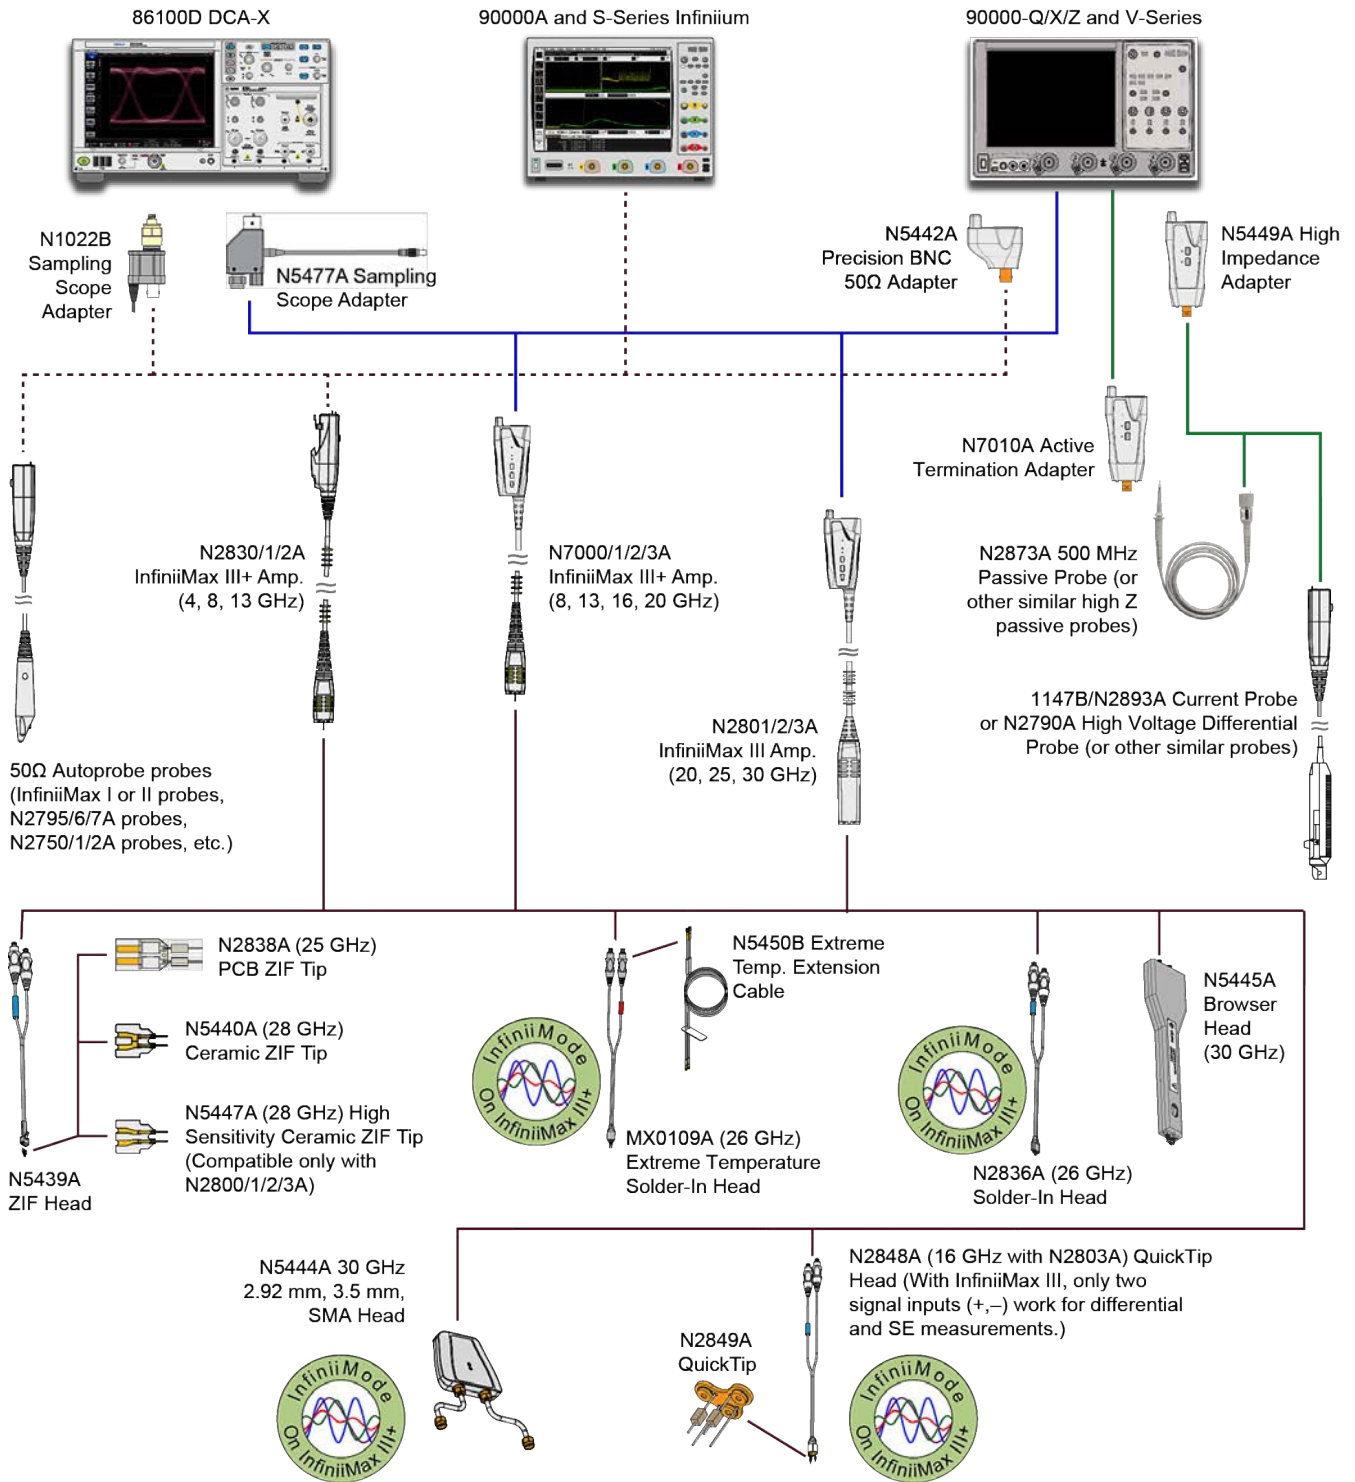 86100D DCA-X
90000A and S-Series Infiniium
90000-Q/X/Z and V-Series
N1022B
Sampling
Scope
Adapter
N5477A Sampling
Scope Adapter
N5442A
Precision BNC
50Ω Adapter
N5449A High
Impedance
Adapter
N7010A Active
Termination Adapter
N2830/1/2A
InfiniiMax III+ Amp.
(4, 8, 13 GHz)
N7000/1/2/3A
InfiniiMax III+ Amp.
(8, 13, 16, 20 GHz)
N2873A 500 MHz
Passive Probe (or
other similar high Z
passive probes)
N2801/2/3A
InfiniiMax III Amp.
(20, 25, 30 GHz)
1147B/N2893A Current Probe
or N2790A High Voltage Differential
Probe (or other similar probes)
50Ω Autoprobe probes
(InfiniiMax I or II probes,
N2795/6/7A probes,
N2750/1/2A probes, etc.)
N2838A (25 GHz)
PCB ZIF Tip
N5440A (28 GHz)
Ceramic ZIF Tip
N5447A (28 GHz) High
Sensitivity Ceramic ZIF Tip
(Compatible only with
N2800/1/2/3A)
N5439A
ZIF Head
N5450B Extreme
Temp. Extension
Cable
InfiniiMode
On InfiniiMax III+
MX0109A (26 GHz)
Extreme Temperature
Solder-In Head
InfiniiMode
On InfiniiMax III+
N2836A (26 GHz)
Solder-In Head
N5445A
Browser
Head
(30 GHz)
N5444A 30 GHz
2.92 mm, 3.5 mm,
SMA Head
InfiniiMode
On InfiniiMax III+
N2849A
QuickTip
N2848A (16 GHz with N2803A) QuickTip
Head (With InfiniiMax III, only two
signal inputs (+,–) work for differential
and SE measurements.)
InfiniiMode
On InfiniiMax III+